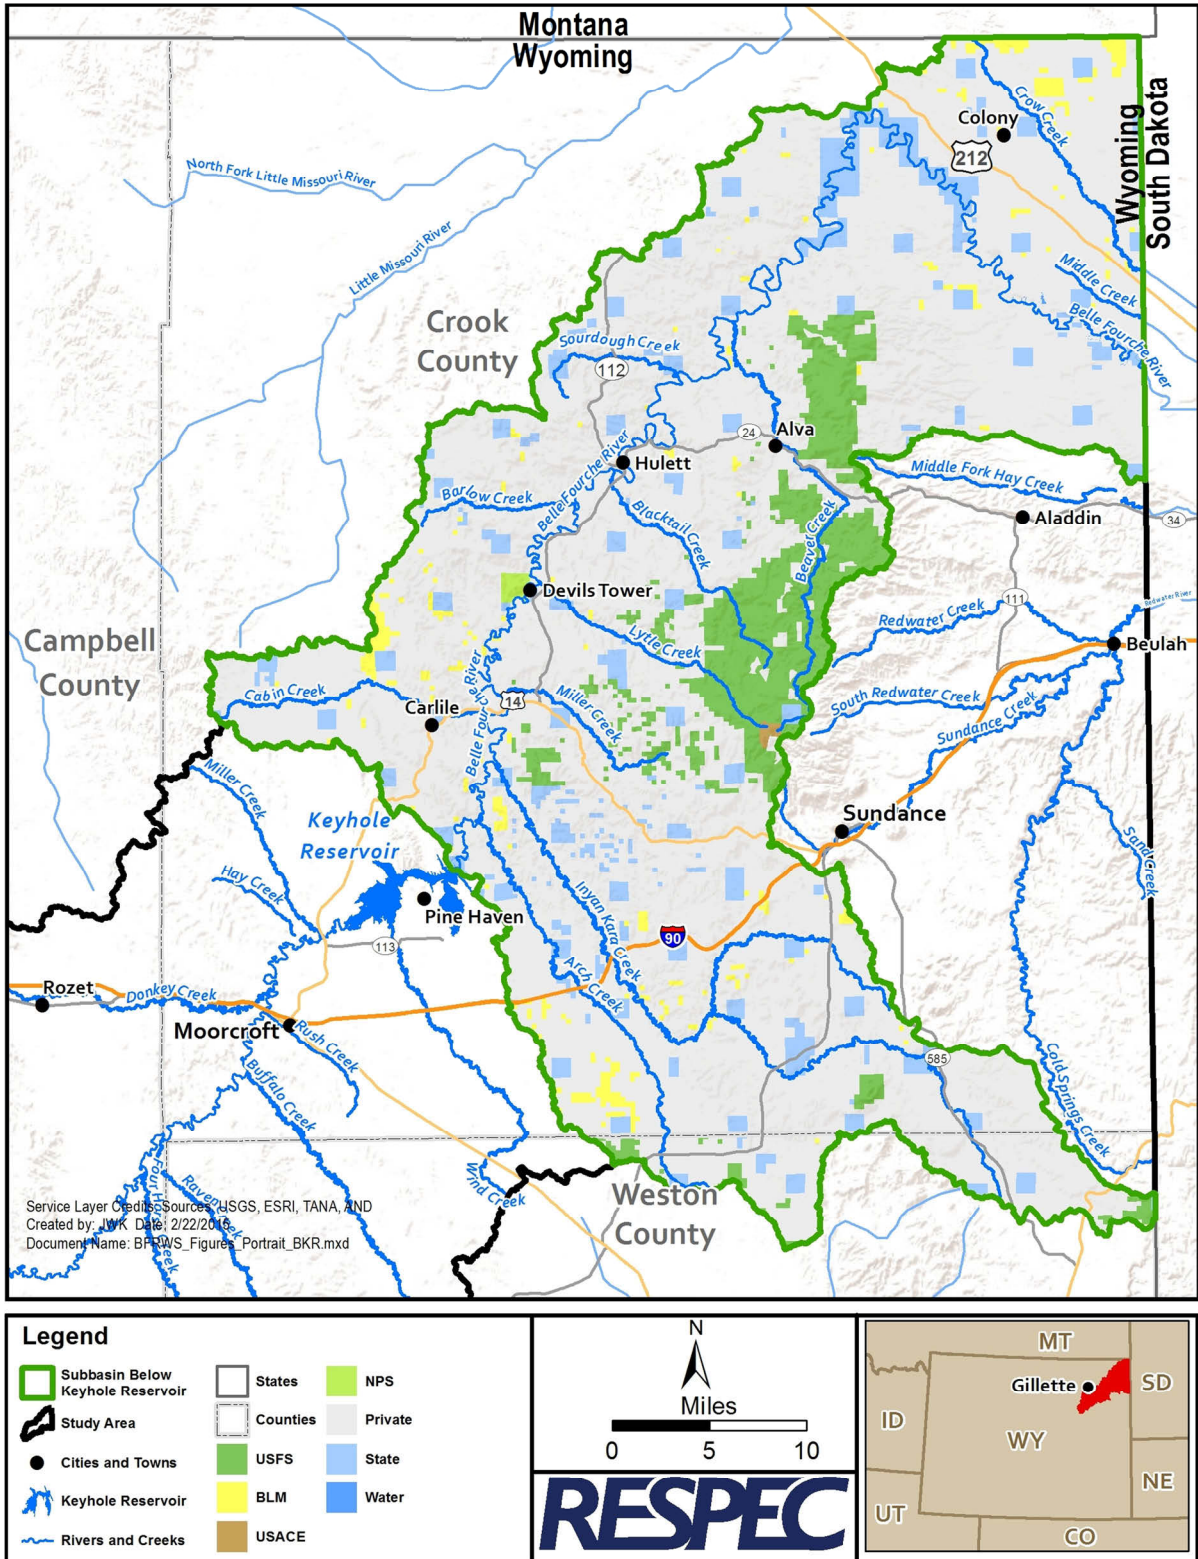 Montana
Wyoming
Wyoming
South Dakota
Crow Creek
Colony
212
North Fork Little Missouri River
Little Missouri River
Middle Creek
Belle Fourche River
Crook
County
Sourdough Creek
112
24
Alva
Hulett
Belle Fourche River
Middle Fork Hay Creek
Barlow Creek
Blacktail Creek
Beaver Creek
Aladdin
34
Devils Tower
111
Redwater Creek
Redwater River
Beulah
Lytle Creek
Campbell
County
Cabin Creek
Carlile
Belle Fourche River
14
Miller Creek
South Redwater Creek
Sundance Creek
Miller Creek
Keyhole
Reservoir
Sundance
Sand Creek
Hay Creek
Pine Haven
Inyan Kara Creek
90
113
Arch Creek
Rozet
Donkey Creek
Moorcroft
Rush Creek
Buffalo Creek
585
Cold Springs Creek
Four Horse Creek
Raven Creek
Wind Creek
Weston
County
Service Layer Credits: Sources: USGS, ESRI, TANA, AND
Created by: JWK Date: 2/22/2016
Document Name: BFRWS_Figures_Portrait_BKR.mxd
Legend
Subbasin Below
Keyhole Reservoir
Study Area
Cities and Towns
Keyhole Reservoir
Rivers and Creeks
States
Counties
USFS
BLM
USACE
NPS
Private
State
Water
N
Miles
0 5 10
RESPEC
MT
Gillette
SD
ID
WY
NE
UT
CO